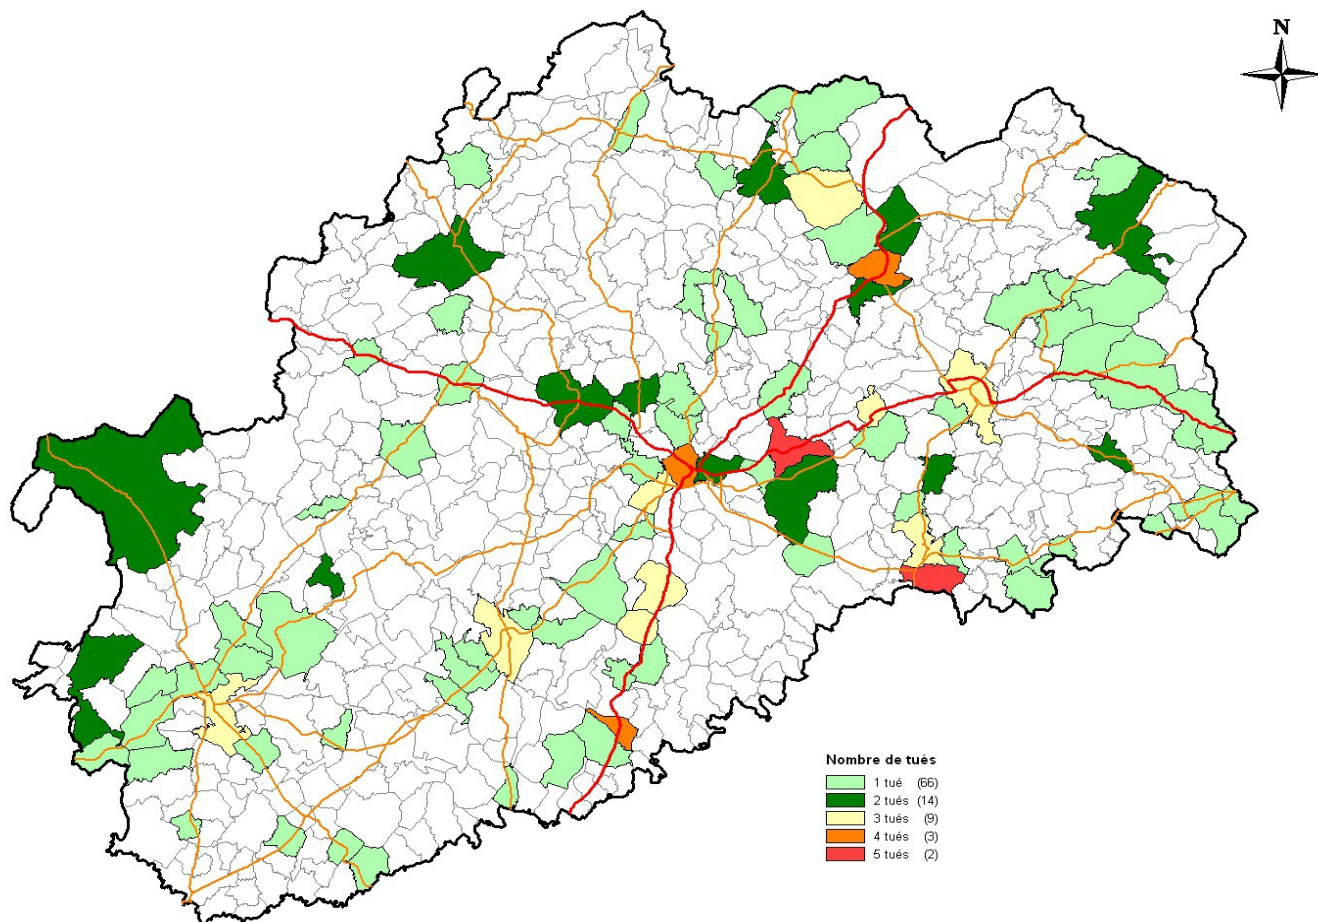 N
Nombre de tués
1 tué (66)
2 tués (14)
3 tués (9)
4 tués (3)
5 tués (2)